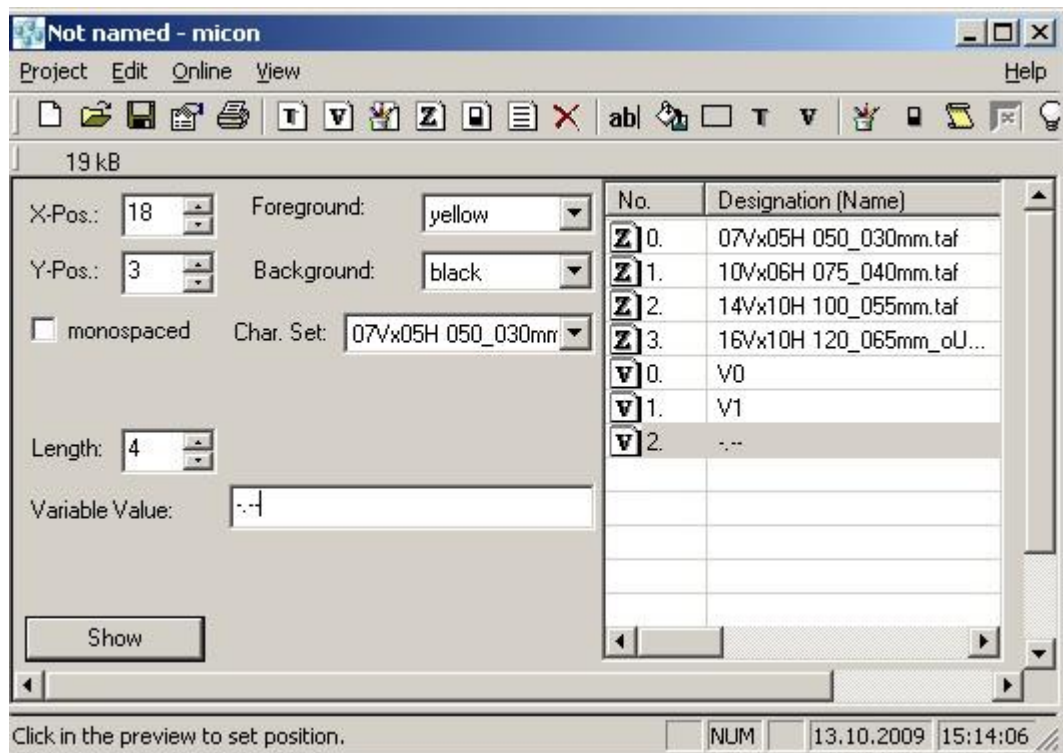 Not named - micon
Project Edit Online View Help
T V Z abl T V
19 kB
X-Pos.: 18 Foreground: yellow
Y-Pos.: 3 Background: black
monospaced Char. Set: 07Vx05H 050_030mm
Length: 4
Variable Value: -.--
Show
No. Designation (Name)
Z 0. 07Vx05H 050_030mm.taf
Z 1. 10Vx06H 075_040mm.taf
Z 2. 14Vx10H 100_055mm.taf
Z 3. 16Vx10H 120_065mm_oU...
V 0. V0
V 1. V1
V 2. -.--
Click in the preview to set position. NUM 13.10.2009 15:14:06